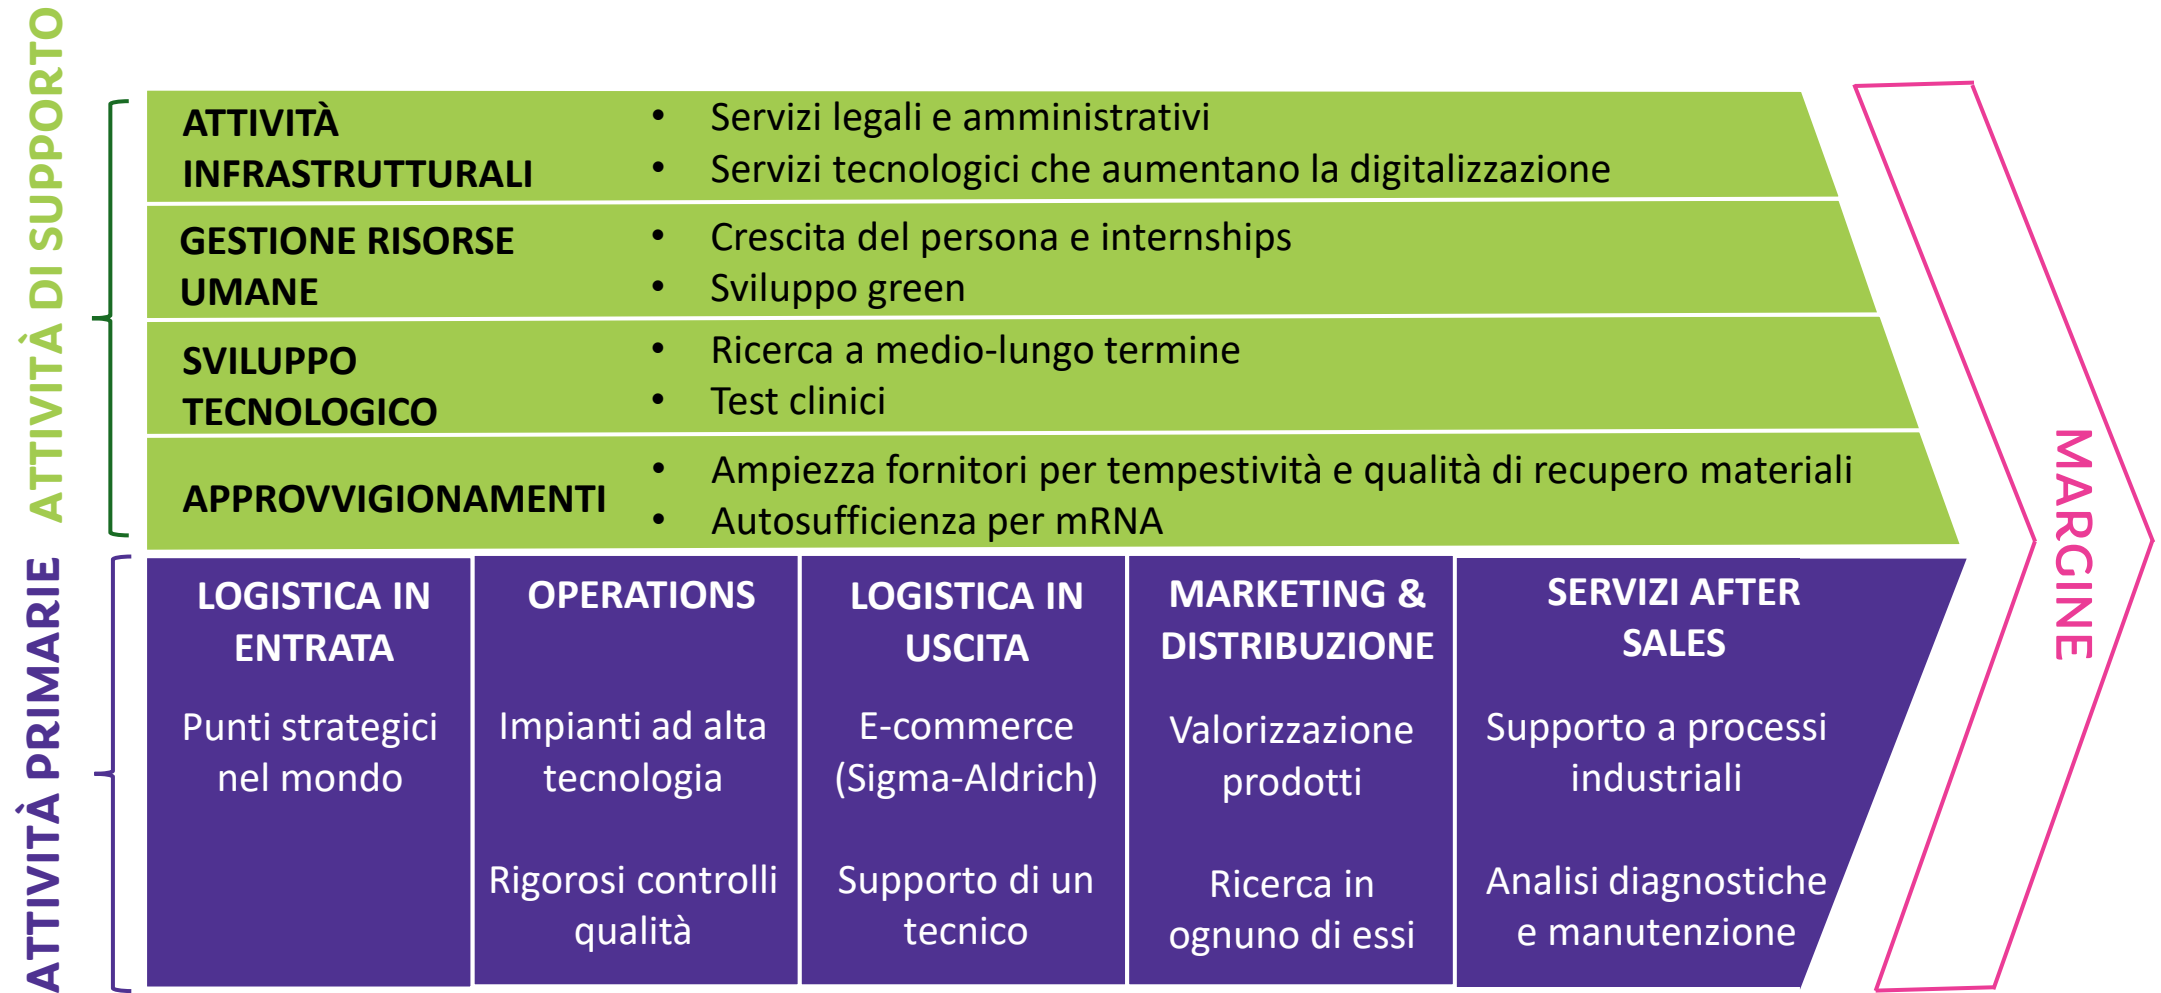 ATTIVITÀ DI SUPPORTO
ATTIVITÀ
INFRASTRUTTURALI
• Servizi legali e amministrativi
• Servizi tecnologici che aumentano la digitalizzazione
GESTIONE RISORSE
UMANE
• Crescita del persona e internships
• Sviluppo green
SVILUPPO
TECNOLOGICO
• Ricerca a medio-lungo termine
• Test clinici
APPROVVIGIONAMENTI
• Ampiezza fornitori per tempestività e qualità di recupero materiali
• Autosufficienza per mRNA
ATTIVITÀ PRIMARIE
LOGISTICA IN
ENTRATA
Punti strategici
nel mondo
OPERATIONS
Impianti ad alta
tecnologia
Rigorosi controlli
qualità
LOGISTICA IN
USCITA
E-commerce
(Sigma-Aldrich)
Supporto di un
tecnico
MARKETING &
DISTRIBUZIONE
Valorizzazione
prodotti
Ricerca in
ognuno di essi
SERVIZI AFTER
SALES
Supporto a processi
industriali
Analisi diagnostiche
e manutenzione
MARGINE